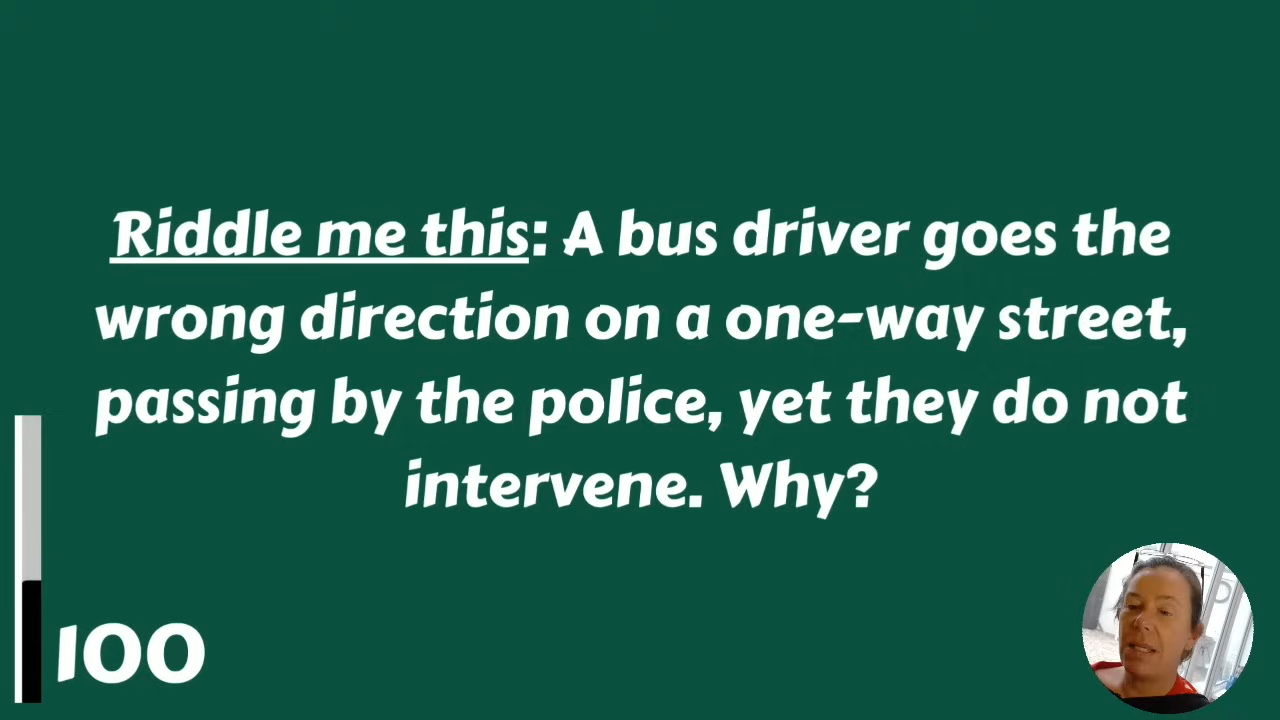 Riddle me this: A bus driver goes the
wrong direction on a one-way street,
passing by the police, yet they do not
intervene. Why?
100